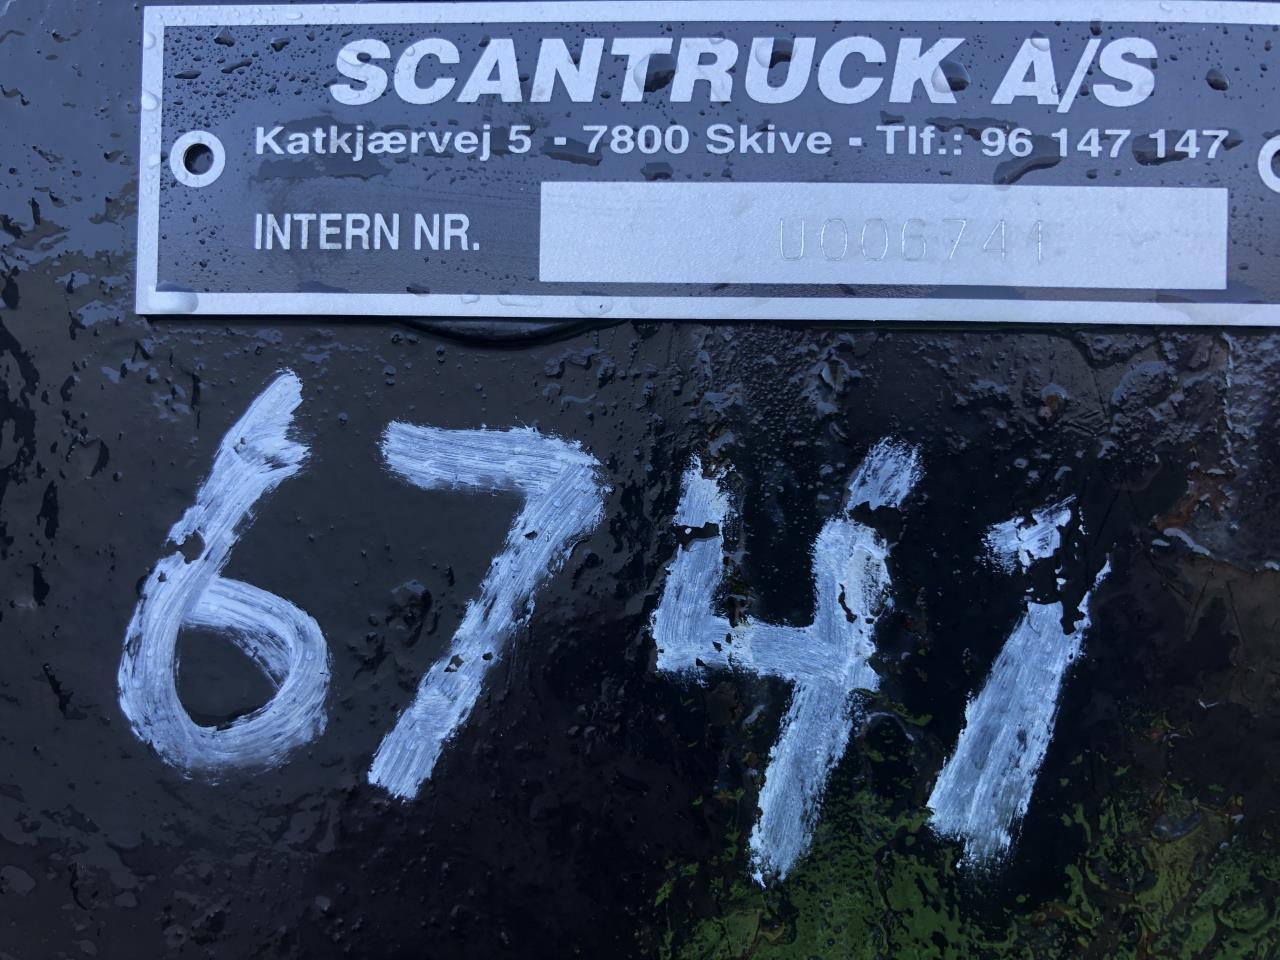 SCANTRUCK A/S
Katkjærvej 5 - 7800 Skive - Tlf.: 96 147 147
INTERN NR. U006741
6741